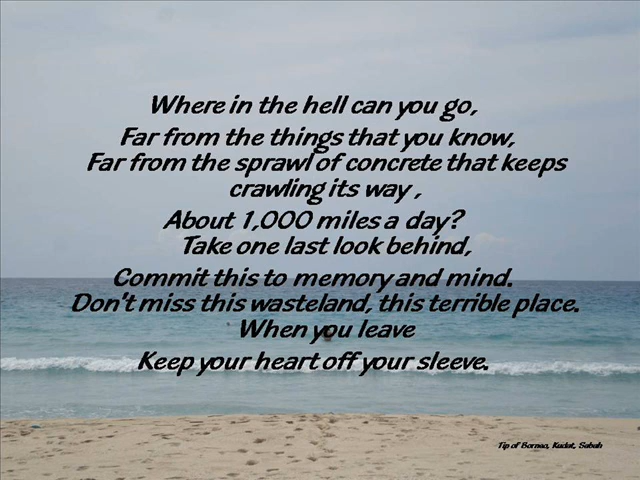 Where in the hell can you go,
Far from the things that you know,
Far from the sprawl of concrete that keeps
crawling its way ,
About 1,000 miles a day?
Take one last look behind,
Commit this to memory and mind.
Don't miss this wasteland, this terrible place.
When you leave
Keep your heart off your sleeve.
Tip of Borneo, Kudat, Sabah